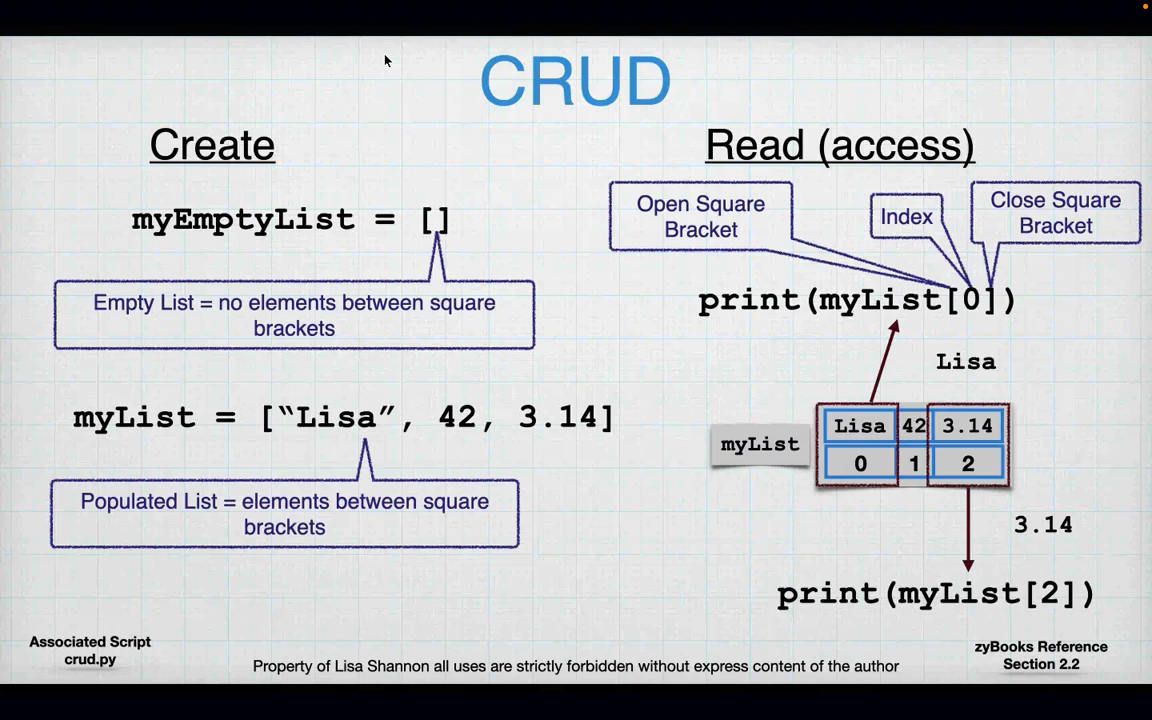 CRUD
Create
myEmptyList = []
Empty List = no elements between square
brackets
myList = [“Lisa”, 42, 3.14]
Populated List = elements between square
brackets
Read (access)
Open Square
Bracket
Index
Close Square
Bracket
print(myList[0])
Lisa
myList
Lisa 42 3.14
0 1 2
3.14
print(myList[2])
Associated Script
crud.py
Property of Lisa Shannon all uses are strictly forbidden without express content of the author
zyBooks Reference
Section 2.2